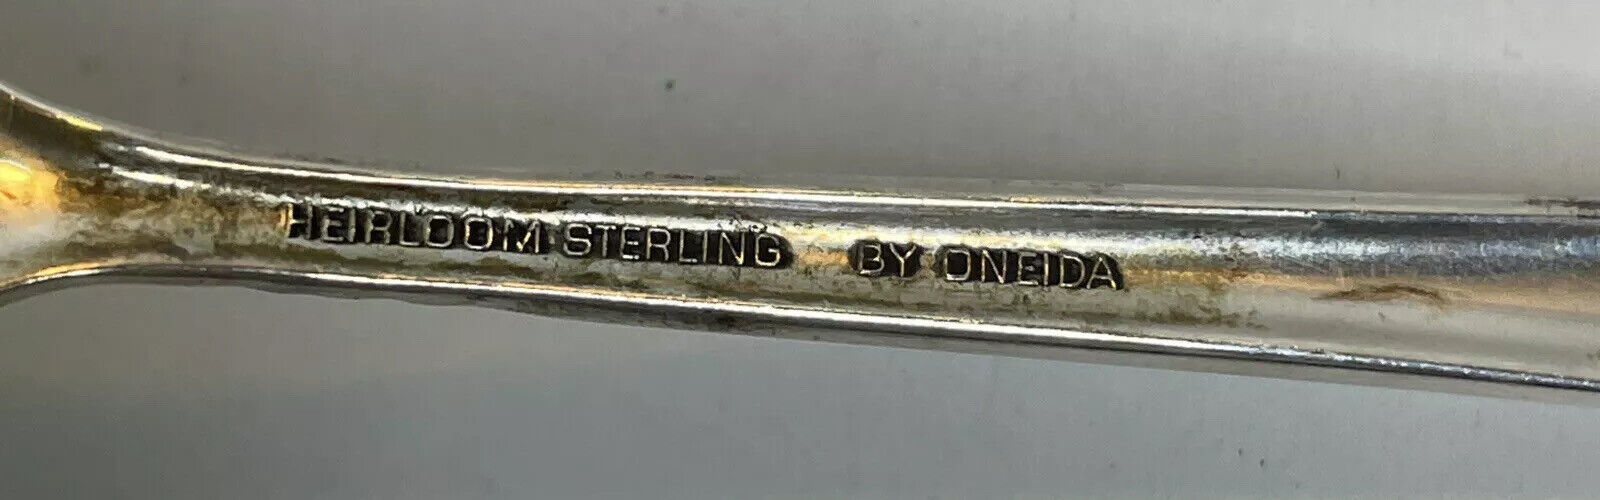 HEIRLOOM STERLING BY ONEIDA